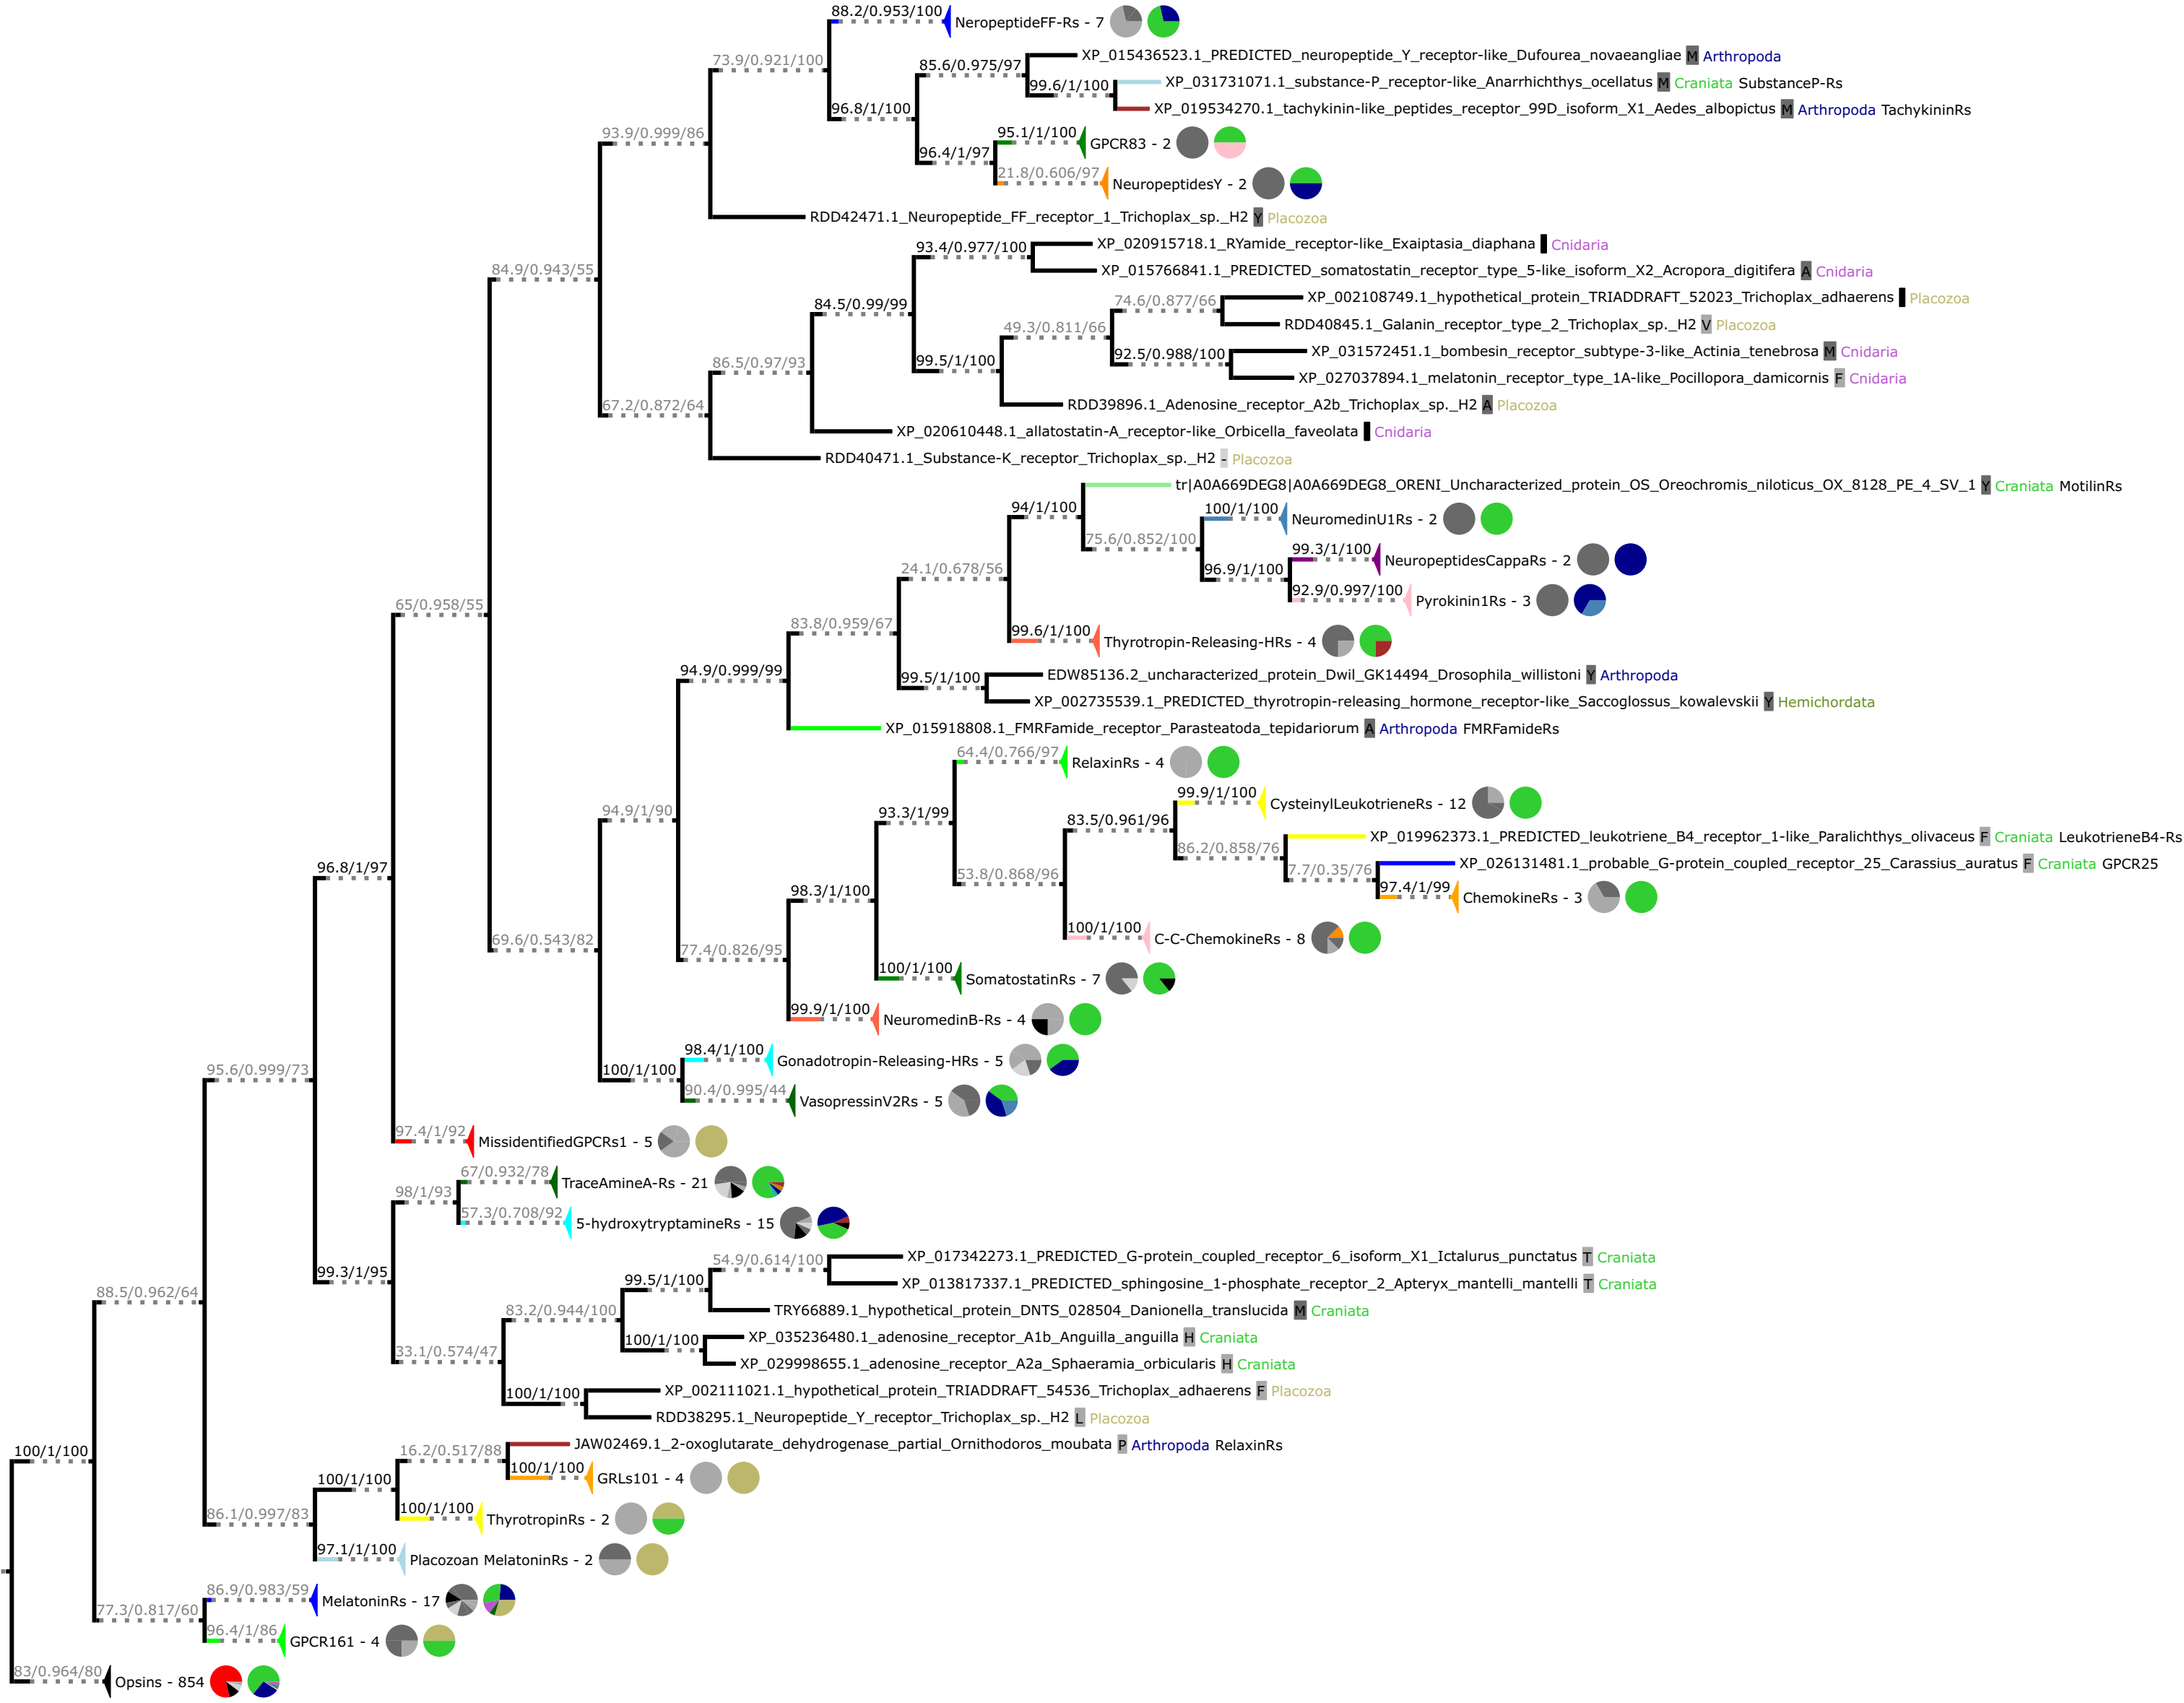 88.2/0.953/100
NeropeptideFF-Rs - 7
73.9/0.921/100
XP_015436523.1_PREDICTED_neuropeptide_Y_receptor-like_Dufourea_novaeangliae M Arthropoda
85.6/0.975/97
XP_031731071.1_substance-P_receptor-like_Anarrhichthys_ocellatus M Craniata SubstanceP-Rs
99.6/1/100
96.8/1/100
XP_019534270.1_tachykinin-like_peptides_receptor_99D_isoform_X1_Aedes_albopictus M Arthropoda TachykininRs
93.9/0.999/86
95.1/1/100
GPCR83 - 2
96.4/1/97
21.8/0.606/97
NeuropeptidesY - 2
RDD42471.1_Neuropeptide_FF_receptor_1_Trichoplax_sp._H2 Y Placozoa
93.4/0.977/100
XP_020915718.1_RYamide_receptor-like_Exaiptasia_diaphana Cnidaria
84.9/0.943/55
XP_015766841.1_PREDICTED_somatostatin_receptor_type_5-like_isoform_X2_Acropora_digitifera A Cnidaria
84.5/0.99/99
74.6/0.877/66
XP_002108749.1_hypothetical_protein_TRIADDRAFT_52023_Trichoplax_adhaerens Placozoa
49.3/0.811/66
RDD40845.1_Galanin_receptor_type_2_Trichoplax_sp._H2 V Placozoa
86.5/0.97/93
99.5/1/100
92.5/0.988/100
XP_031572451.1_bombesin_receptor_subtype-3-like_Actinia_tenebrosa M Cnidaria
XP_027037894.1_melatonin_receptor_type_1A-like_Pocillopora_damicornis F Cnidaria
67.2/0.872/64
RDD39896.1_Adenosine_receptor_A2b_Trichoplax_sp._H2 A Placozoa
XP_020610448.1_allatostatin-A_receptor-like_Orbicella_faveolata Cnidaria
RDD40471.1_Substance-K_receptor_Trichoplax_sp._H2 - Placozoa
tr|A0A669DEG8|A0A669DEG8_ORENI_Uncharacterized_protein_OS_Oreochromis_niloticus_OX_8128_PE_4_SV_1 Y Craniata MotilinRs
94/1/100
100/1/100
NeuromedinU1Rs - 2
75.6/0.852/100
99.3/1/100
NeuropeptidesCappaRs - 2
24.1/0.678/56
96.9/1/100
92.9/0.997/100
Pyrokinin1Rs - 3
65/0.958/55
83.8/0.959/67
99.6/1/100
Thyrotropin-Releasing-HRs - 4
94.9/0.999/99
99.5/1/100
EDW85136.2_uncharacterized_protein_Dwil_GK14494_Drosophila_willistoni Y Arthropoda
XP_002735539.1_PREDICTED_thyrotropin-releasing_hormone_receptor-like_Saccoglossus_kowalevskii Y Hemichordata
XP_015918808.1_FMRFamide_receptor_Parasteatoda_tepidariorum A Arthropoda FMRFamideRs
64.4/0.766/97
RelaxinRs - 4
94.9/1/90
93.3/1/99
99.9/1/100
CysteinylLeukotrieneRs - 12
83.5/0.961/96
XP_019962373.1_PREDICTED_leukotriene_B4_receptor_1-like_Paralichthys_olivaceus F Craniata LeukotrieneB4-Rs
86.2/0.858/76
XP_026131481.1_probable_G-protein_coupled_receptor_25_Carassius_auratus F Craniata GPCR25
96.8/1/97
53.8/0.868/96
7.7/0.35/76
97.4/1/99
ChemokineRs - 3
98.3/1/100
100/1/100
C-C-ChemokineRs - 8
69.6/0.543/82
77.4/0.826/95
100/1/100
SomatostatinRs - 7
99.9/1/100
NeuromedinB-Rs - 4
98.4/1/100
Gonadotropin-Releasing-HRs - 5
100/1/100
90.4/0.995/44
VasopressinV2Rs - 5
95.6/0.999/73
97.4/1/92
MissidentifiedGPCRs1 - 5
67/0.932/78
TraceAmineA-Rs - 21
98/1/93
57.3/0.708/92
5-hydroxytryptamineRs - 15
99.3/1/95
54.9/0.614/100
XP_017342273.1_PREDICTED_G-protein_coupled_receptor_6_isoform_X1_Ictalurus_punctatus T Craniata
99.5/1/100
XP_013817337.1_PREDICTED_sphingosine_1-phosphate_receptor_2_Apteryx_mantelli_mantelli T Craniata
88.5/0.962/64
83.2/0.944/100
TRY66889.1_hypothetical_protein_DNTS_028504_Danionella_translucida M Craniata
100/1/100
XP_035236480.1_adenosine_receptor_A1b_Anguilla_anguilla H Craniata
33.1/0.574/47
XP_029998655.1_adenosine_receptor_A2a_Sphaeramia_orbicularis H Craniata
100/1/100
XP_002111021.1_hypothetical_protein_TRIADDRAFT_54536_Trichoplax_adhaerens F Placozoa
RDD38295.1_Neuropeptide_Y_receptor_Trichoplax_sp._H2 L Placozoa
100/1/100
16.2/0.517/88
JAW02469.1_2-oxoglutarate_dehydrogenase_partial_Ornithodoros_moubata P Arthropoda RelaxinRs
100/1/100
100/1/100
GRLs101 - 4
86.1/0.997/83
100/1/100
ThyrotropinRs - 2
97.1/1/100
Placozoan MelatoninRs - 2
86.9/0.983/59
MelatoninRs - 17
77.3/0.817/60
96.4/1/86
GPCR161 - 4
83/0.964/80
Opsins - 854